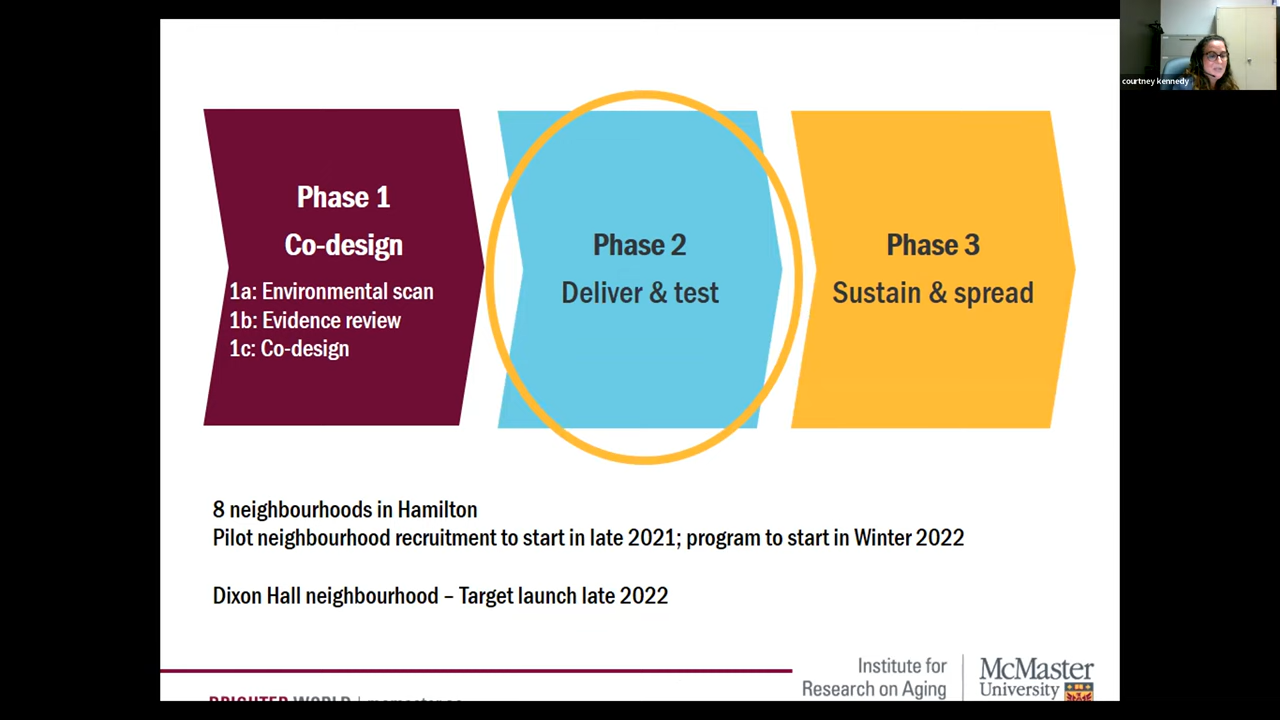 courtney kennedy
Phase 1
Co-design
1a: Environmental scan
1b: Evidence review
1c: Co-design
Phase 2
Deliver & test
Phase 3
Sustain & spread
8 neighbourhoods in Hamilton
Pilot neighbourhood recruitment to start in late 2021; program to start in Winter 2022
Dixon Hall neighbourhood – Target launch late 2022
Institute for
Research on Aging
McMaster
University
BRIGHTER WORLD